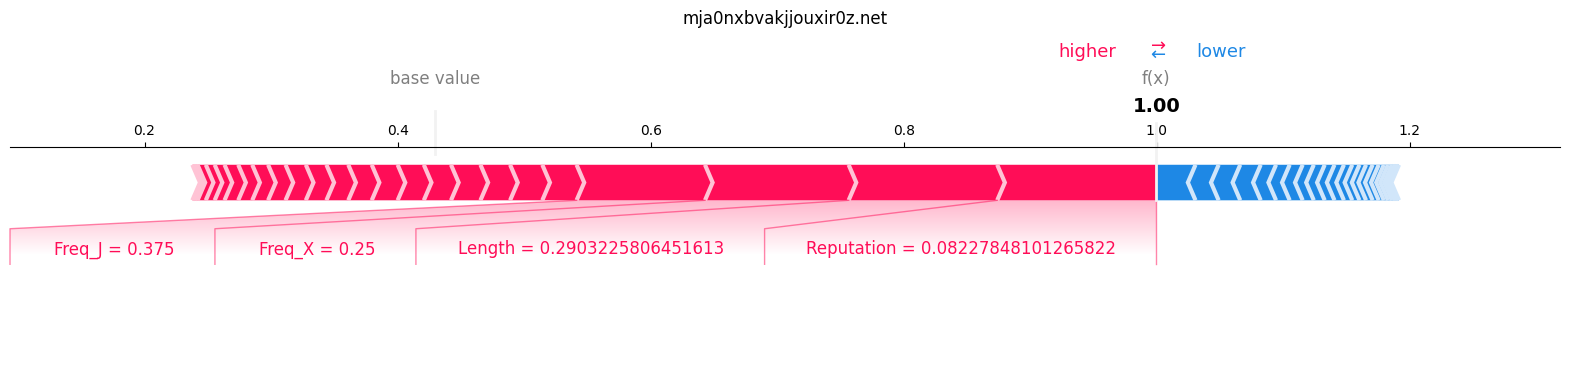 mja0nxbvakjjouxir0z.net
higher ⇄ lower
base value f(x)
1.00
0.2 0.4 0.6 0.8 1.0 1.2
Freq_J = 0.375 Freq_X = 0.25 Length = 0.2903225806451613 Reputation = 0.08227848101265822